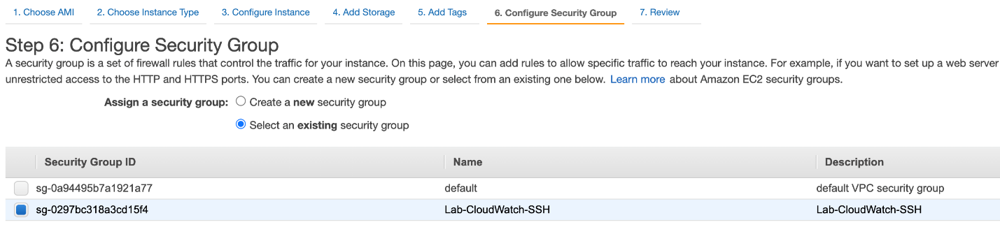 1. Choose AMI 2. Choose Instance Type 3. Configure Instance 4. Add Storage 5. Add Tags 6. Configure Security Group 7. Review
Step 6: Configure Security Group
A security group is a set of firewall rules that control the traffic for your instance. On this page, you can add rules to allow specific traffic to reach your instance. For example, if you want to set up a web server
unrestricted access to the HTTP and HTTPS ports. You can create a new security group or select from an existing one below. Learn more about Amazon EC2 security groups.
Assign a security group: Create a new security group
Select an existing security group
Security Group ID Name Description
sg-0a94495b7a1921a77 default default VPC security group
sg-0297bc318a3cd15f4 Lab-CloudWatch-SSH Lab-CloudWatch-SSH